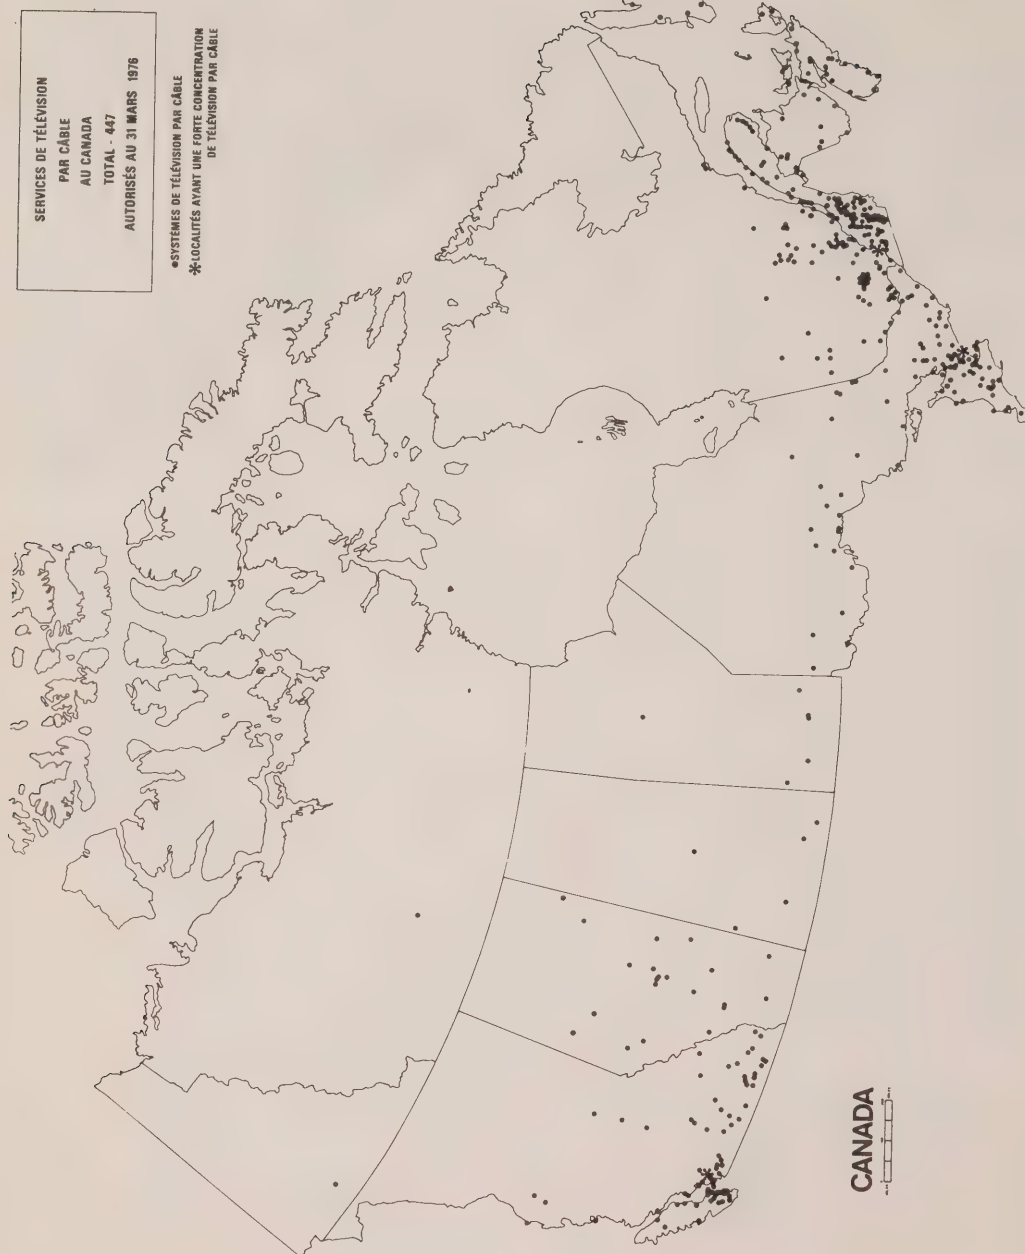 SERVICES DE TÉLÉVISION
PAR CÂBLE
AU CANADA
TOTAL - 447
AUTORISÉS AU 31 MARS 1976
●SYSTÈMES DE TÉLÉVISION PAR CÂBLE
*LOCALITÉS AYANT UNE FORTE CONCENTRATION
DE TÉLÉVISION PAR CÂBLE
CANADA